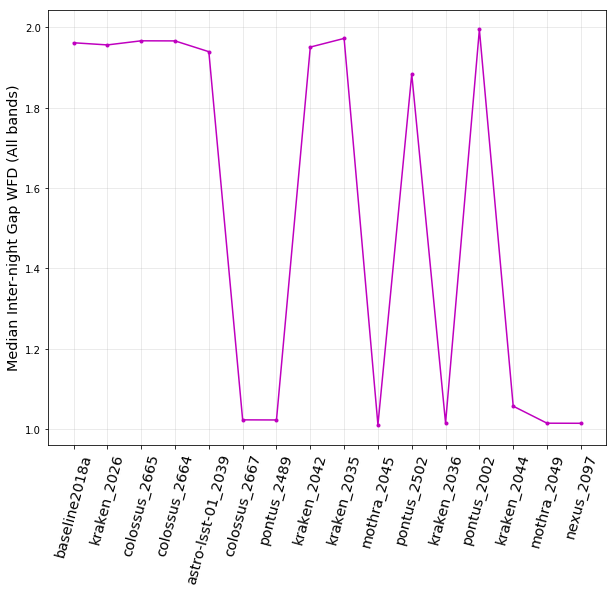 Median Inter-night Gap WFD (All bands)
2.0
1.8
1.6
1.4
1.2
1.0
baseline2018a
kraken_2026
colossus_2665
colossus_2664
astro-lsst-01_2039
colossus_2667
pontus_2489
kraken_2042
kraken_2035
mothra_2045
pontus_2502
kraken_2036
pontus_2002
kraken_2044
mothra_2049
nexus_2097